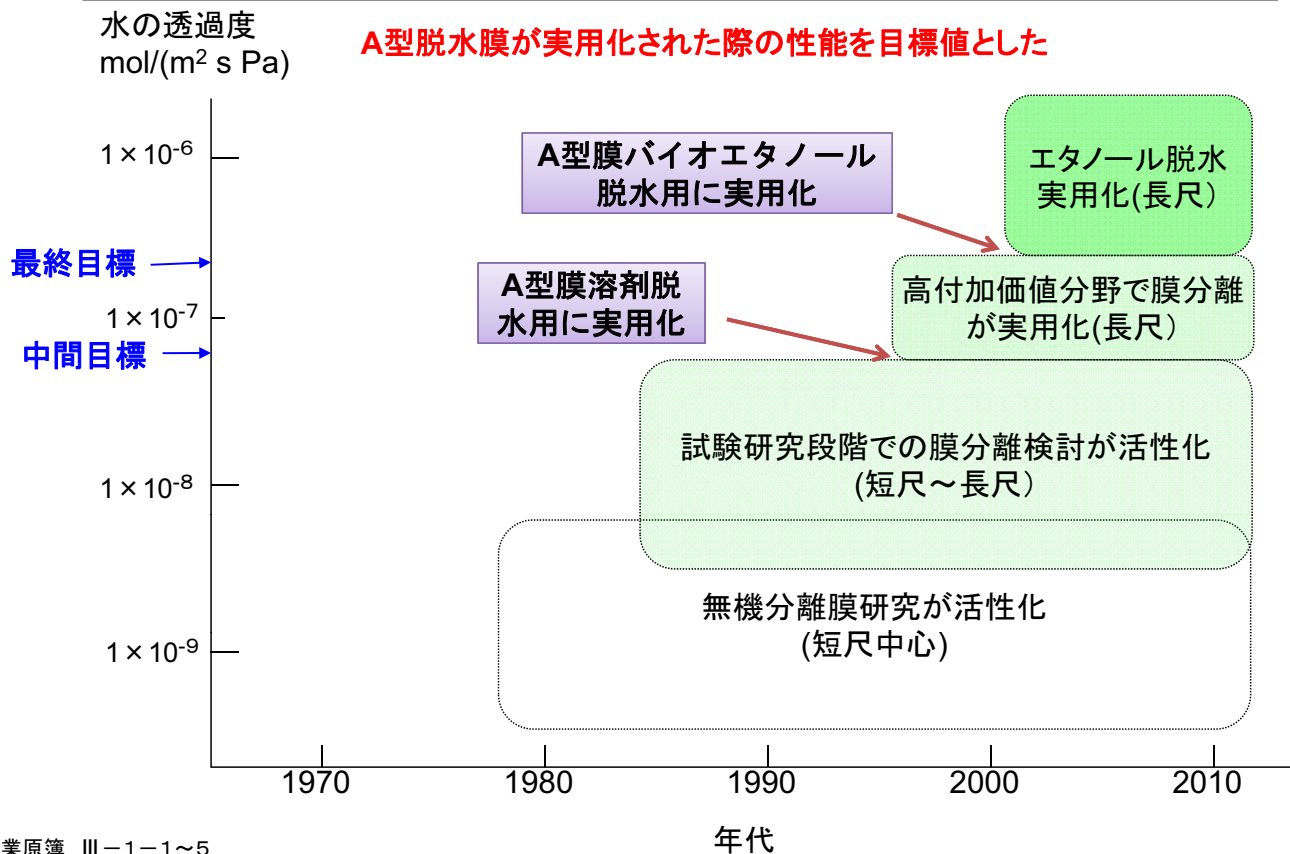 水の透過度
mol/(m² s Pa)
A型脱水膜が実用化された際の性能を目標値とした
1×10⁻⁶
A型膜バイオエタノール
脱水用に実用化
エタノール脱水
実用化(長尺)
最終目標
A型膜溶剤脱
水用に実用化
高付加価値分野で膜分離
が実用化(長尺)
1×10⁻⁷
中間目標
試験研究段階での膜分離検討が活性化
(短尺～長尺)
1×10⁻⁸
無機分離膜研究が活性化
(短尺中心)
1×10⁻⁹
1970
1980
1990
2000
2010
年代
業原簿 Ⅲ－1－1～5